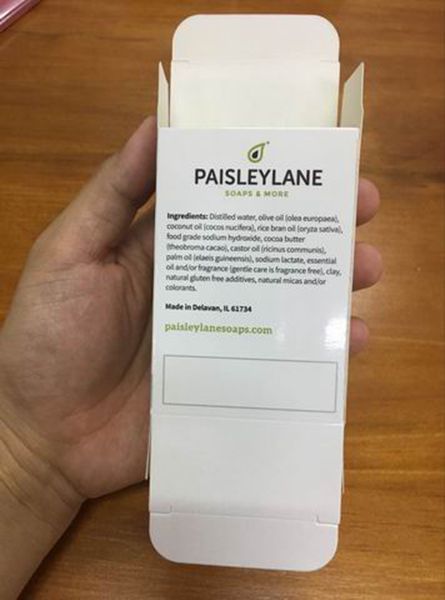 PAISLEYLANE
SOAPS & MORE
Ingredients: Distilled water, olive oil (olea europaea),
coconut oil (cocos nucifera), rice bran oil (oryza sativa),
food grade sodium hydroxide, cocoa butter
(theobroma cacao), castor oil (ricinus communis),
palm oil (elaeis guineensis), sodium lactate, essential
oil and/or fragrance (gentle care is fragrance free), clay,
natural gluten free additives, natural micas and/or
colorants.
Made in Delavan, IL 61734
paisleylanesoaps.com